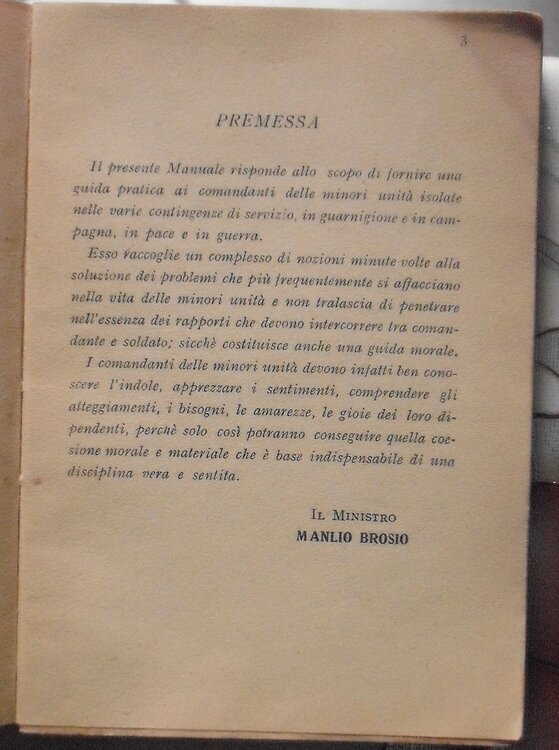 3
PREMESSA
Il presente Manuale risponde allo scopo di fornire una
guida pratica ai comandanti delle minori unità isolate
nelle varie contingenze di servizio, in guarnigione e in cam-
pagna, in pace e in guerra.
Esso raccoglie un complesso di nozioni minute volte alla
soluzione dei problemi che più frequentemente si affacciano
nella vita delle minori unità e non tralascia di penetrare
nell'essenza dei rapporti che devono intercorrere tra coman-
dante e soldato; sicchè costituisce anche una guida morale.
I comandanti delle minori unità devono infatti ben cono-
scere l'indole, apprezzare i sentimenti, comprendere gli
atteggiamenti, i bisogni, le amarezze, le gioie dei loro di-
pendenti, perchè solo così potranno conseguire quella coe-
sione morale e materiale che è base indispensabile di una
disciplina vera e sentita.
IL MINISTRO
MANLIO BROSIO